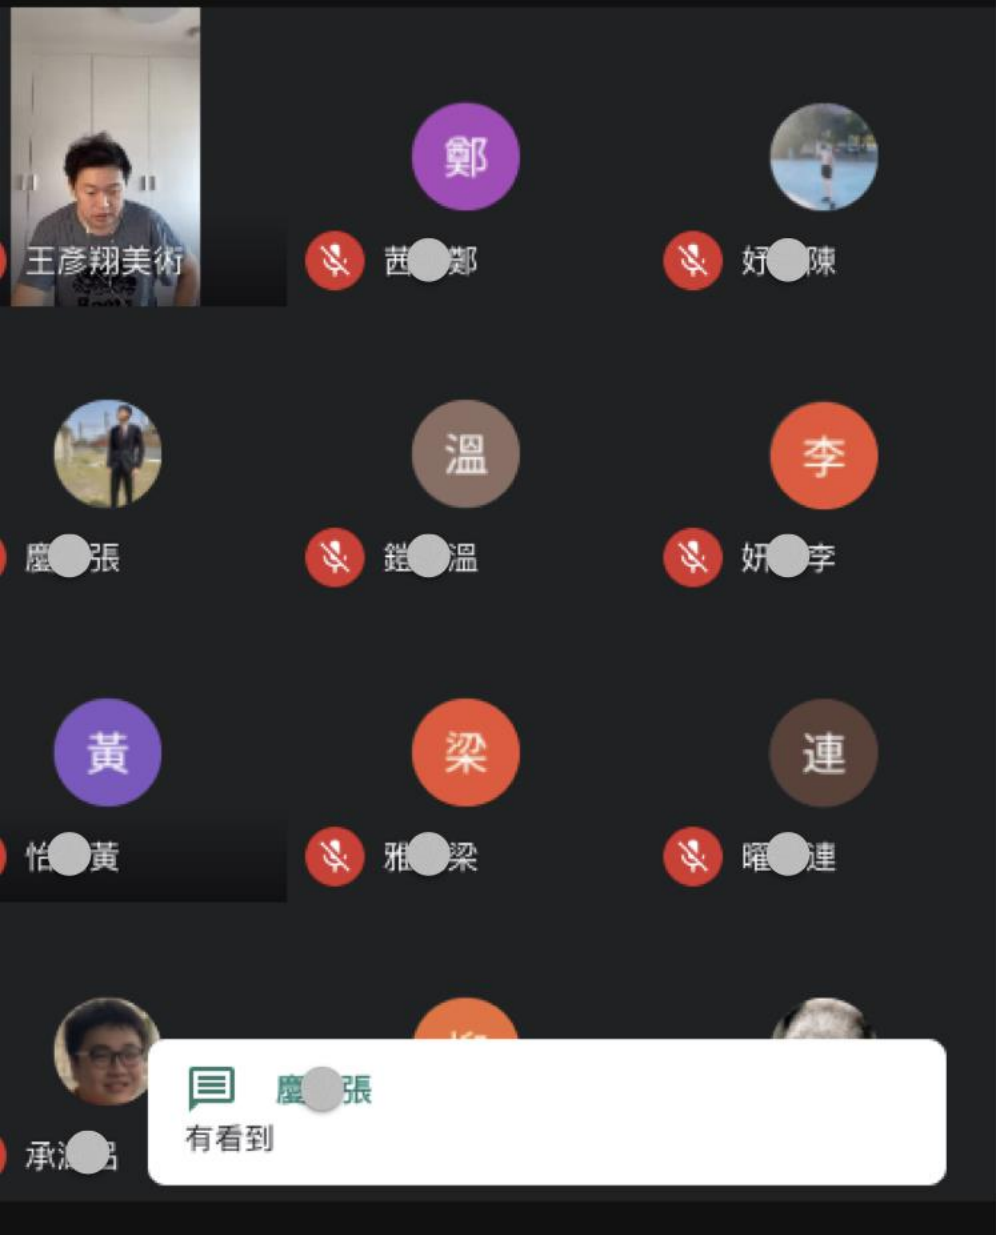 鄭
王彥翔美術
茜 鄭
妤 陳
溫
李
慶 張
鎧 溫
妍 李
黃
梁
連
怡 黃
雅 梁
曜 連
慶 張
有看到
承 呂